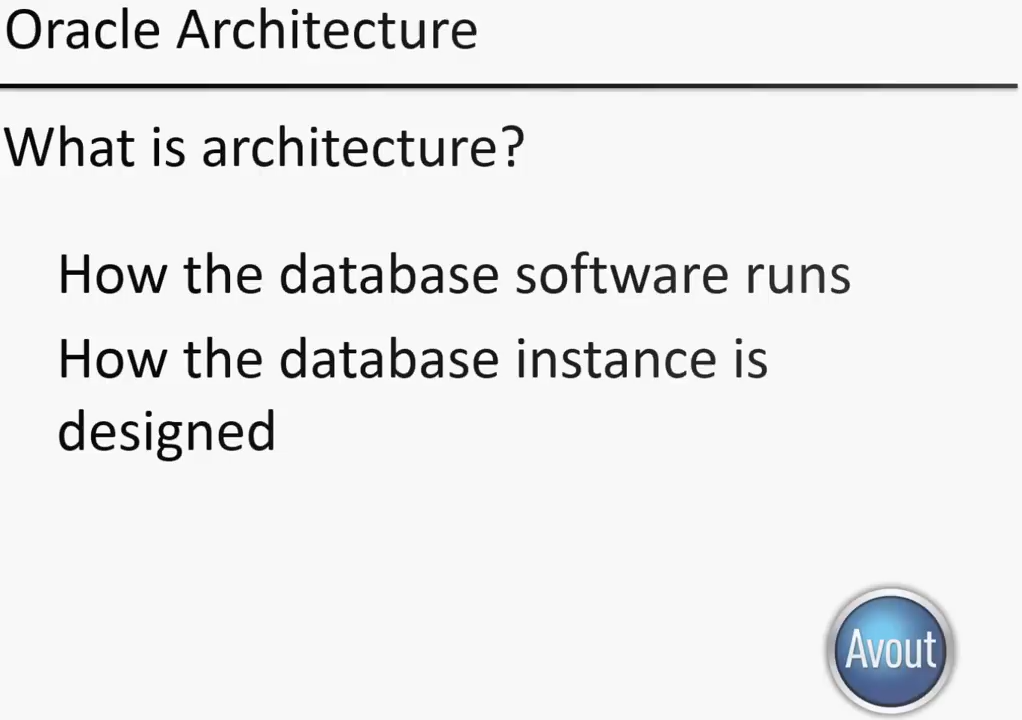 Oracle Architecture
What is architecture?
How the database software runs
How the database instance is
designed
Avout